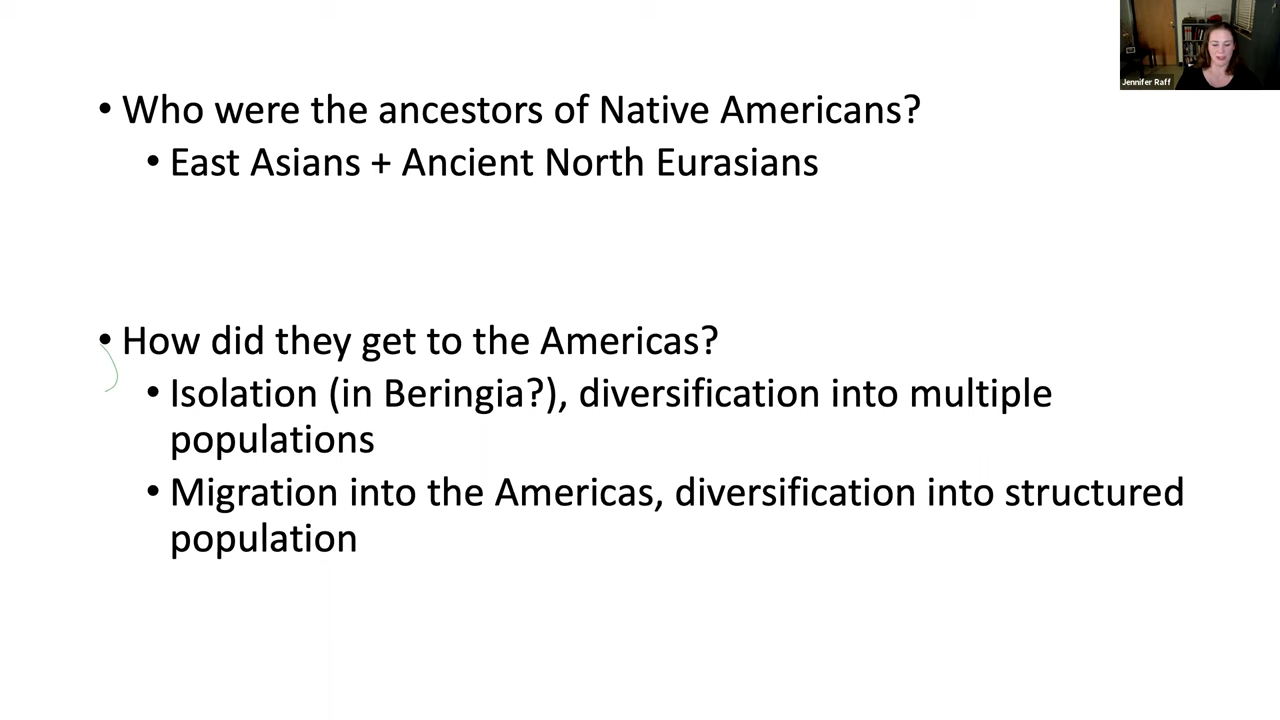 Jennifer Raff
• Who were the ancestors of Native Americans?
• East Asians + Ancient North Eurasians
• How did they get to the Americas?
• Isolation (in Beringia?), diversification into multiple
populations
• Migration into the Americas, diversification into structured
population